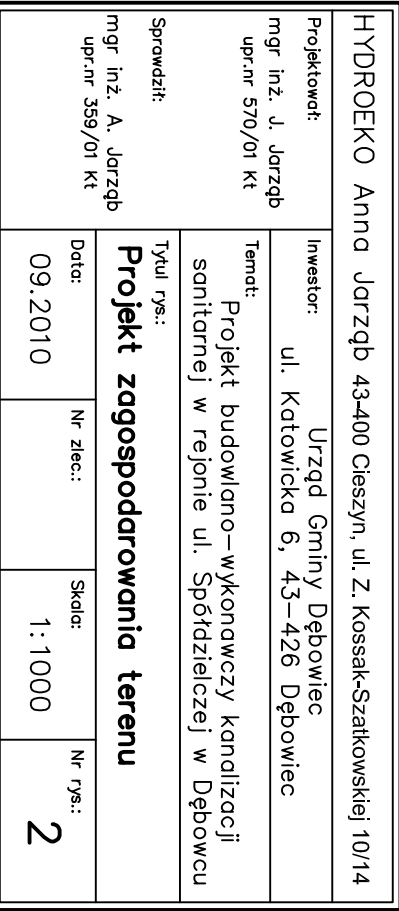 HYDROEKO Anna Jarząb 43-400 Cieszyn, ul. Z. Kossak-Szatkowskiej 10/14
Projektował:
mgr inż. J. Jarząb
upr.nr 570/01 Kt
Sprawdził:
mgr inż. A. Jarząb
upr.nr 359/01 Kt
Inwestor:
Urząd Gminy Dębowiec
ul. Katowicka 6, 43-426 Dębowiec
Temat:
Projekt budowlano-wykonawczy kanalizacji
sanitarnej w rejonie ul. Spółdzielczej w Dębowcu
Tytul rys.:
Projekt zagospodarowania terenu
Data:
09.2010
Nr zlec.:
Skala:
1:1000
Nr rys.:
2